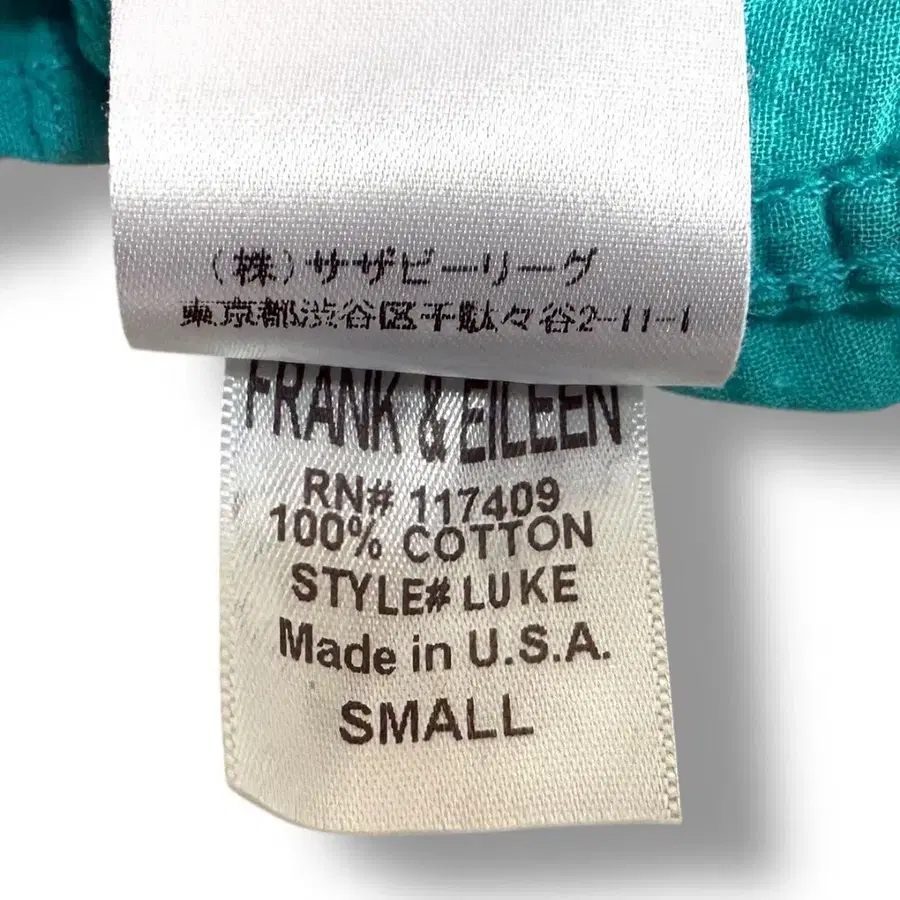 （株）サザビーリーグ
東京都渋谷区千駄々谷2-11-1
FRANK & EILEEN
RN# 117409
100% COTTON
STYLE# LUKE
Made in U.S.A.
SMALL